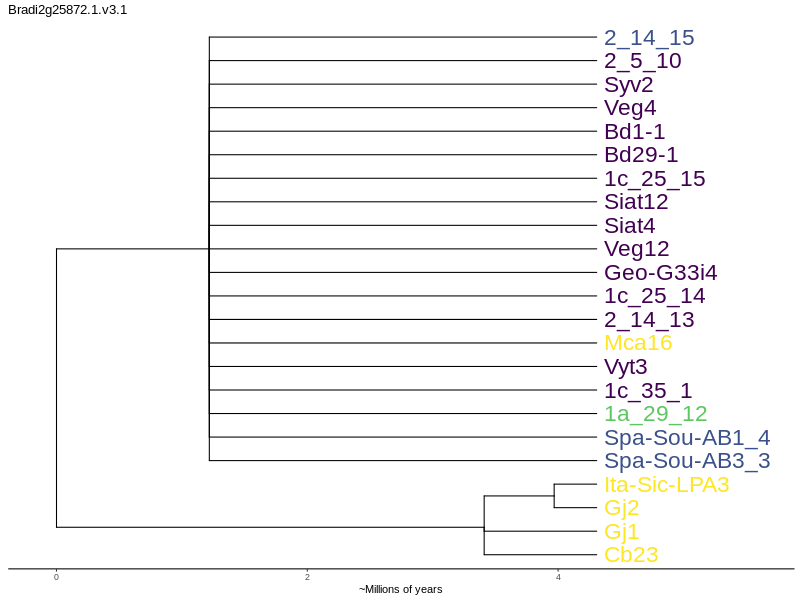 Bradi2g25872.1.v3.1
2_14_15
2_5_10
Syv2
Veg4
Bd1-1
Bd29-1
1c_25_15
Siat12
Siat4
Veg12
Geo-G33i4
1c_25_14
2_14_13
Mca16
Vyt3
1c_35_1
1a_29_12
Spa-Sou-AB1_4
Spa-Sou-AB3_3
Ita-Sic-LPA3
Gj2
Gj1
Cb23
0 2 4
~Millions of years